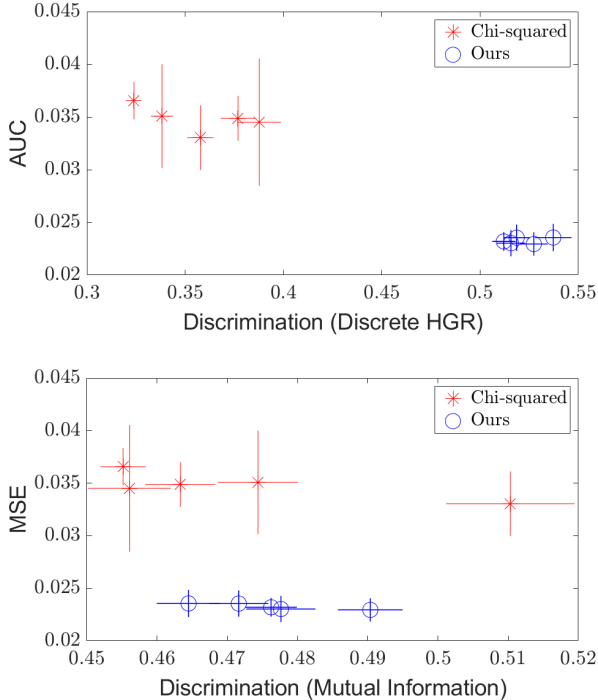 0.045
Chi-squared
Ours
0.04
0.035
AUC
0.03
0.025
0.02
0.3 0.35 0.4 0.45 0.5 0.55
Discrimination (Discrete HGR)
0.045
Chi-squared
Ours
0.04
0.035
MSE
0.03
0.025
0.02
0.45 0.46 0.47 0.48 0.49 0.5 0.51 0.52
Discrimination (Mutual Information)